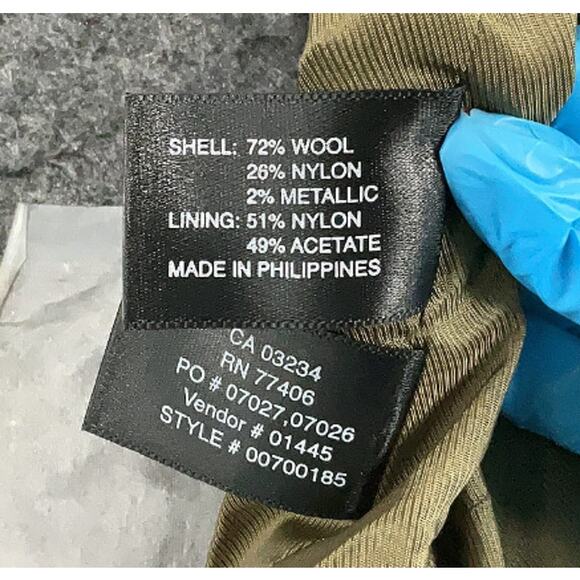 SHELL: 72% WOOL
26% NYLON
2% METALLIC
LINING: 51% NYLON
49% ACETATE
MADE IN PHILIPPINES
CA 03234
RN 77406
PO # 07027,07026
Vendor # 01445
STYLE # 00700185